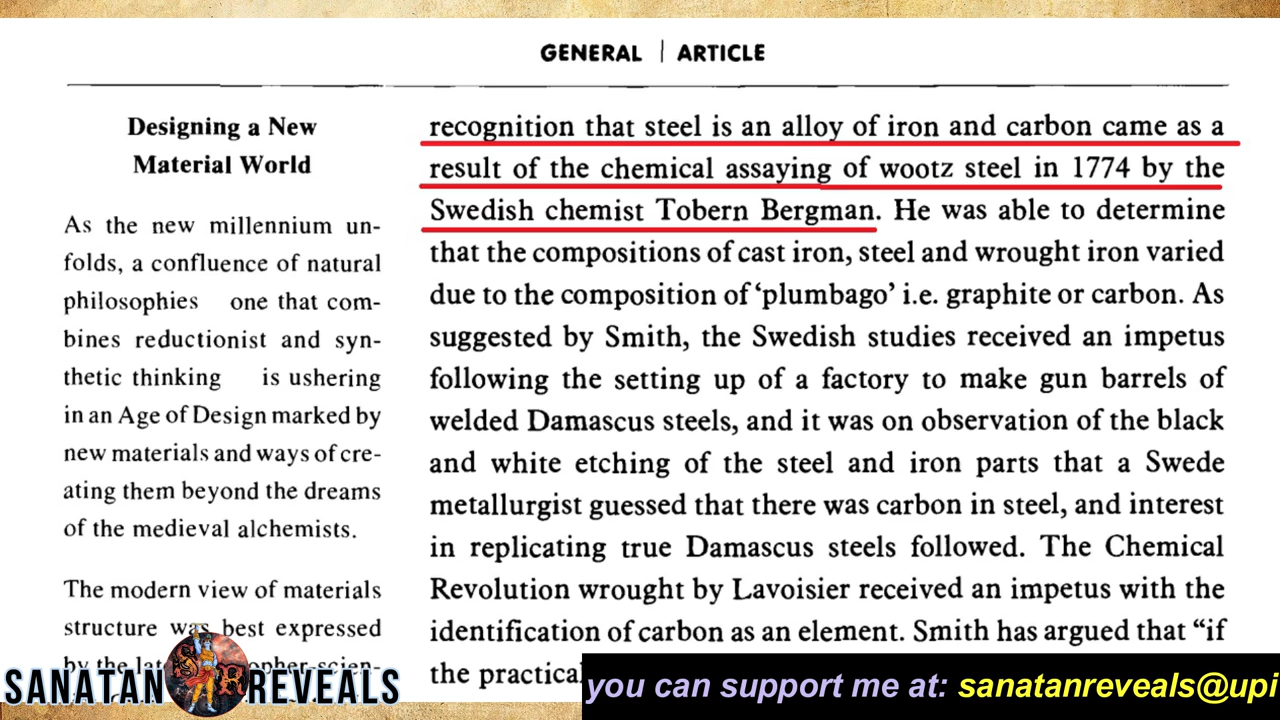 GENERAL | ARTICLE
Designing a New
Material World
As the new millennium un-
folds, a confluence of natural
philosophies one that com-
bines reductionist and syn-
thetic thinking is ushering
in an Age of Design marked by
new materials and ways of cre-
ating them beyond the dreams
of the medieval alchemists.
The modern view of materials
structure was best expressed
by the
recognition that steel is an alloy of iron and carbon came as a
result of the chemical assaying of wootz steel in 1774 by the
Swedish chemist Tobern Bergman. He was able to determine
that the compositions of cast iron, steel and wrought iron varied
due to the composition of ‘plumbago’ i.e. graphite or carbon. As
suggested by Smith, the Swedish studies received an impetus
following the setting up of a factory to make gun barrels of
welded Damascus steels, and it was on observation of the black
and white etching of the steel and iron parts that a Swede
metallurgist guessed that there was carbon in steel, and interest
in replicating true Damascus steels followed. The Chemical
Revolution wrought by Lavoisier received an impetus with the
identification of carbon as an element. Smith has argued that “if
the practical
SANATAN REVEALS
you can support me at: sanatanreveals@upi